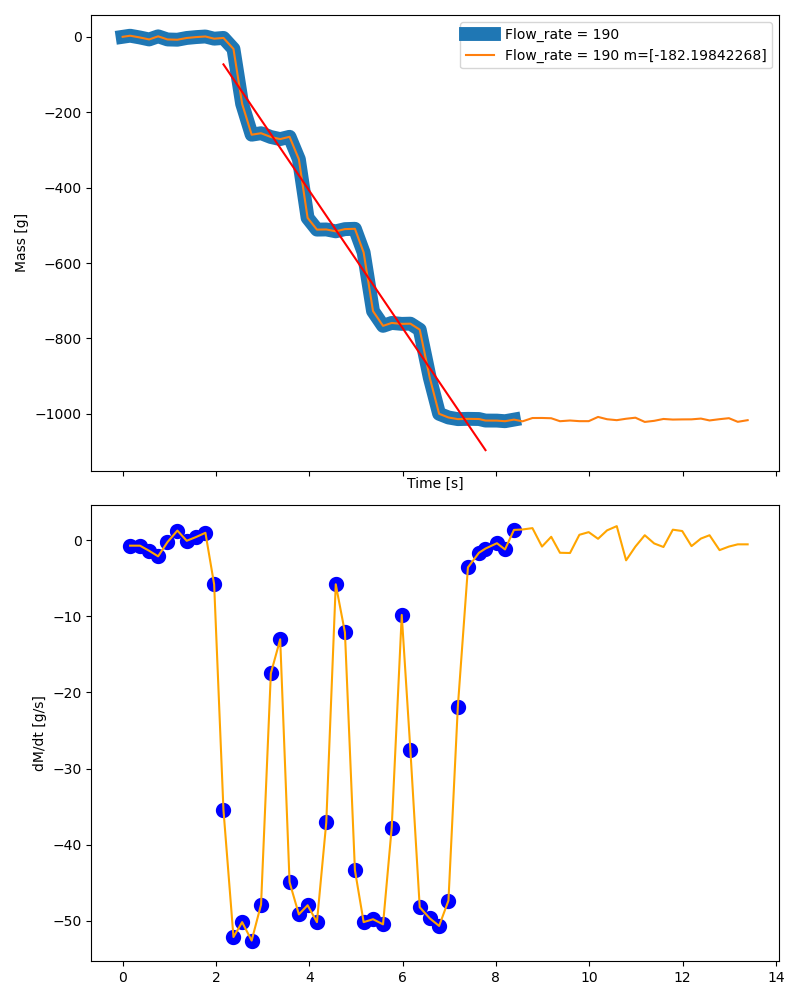 Flow_rate = 190
Flow_rate = 190 m=[-182.19842268]
Mass [g]
0
−200
−400
−600
−800
−1000
Time [s]
dM/dt [g/s]
0
−10
−20
−30
−40
−50
0 2 4 6 8 10 12 14